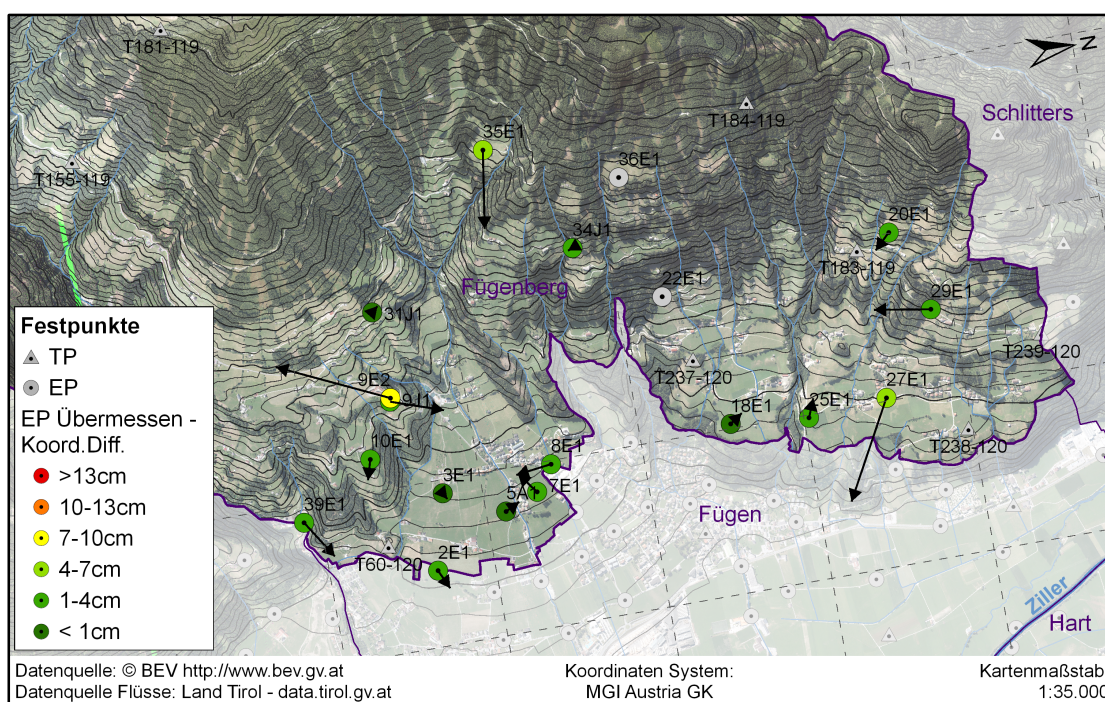 T181-119
N
Schlitters
T184-119
35E1
T155-119
36E1
20E1
34J1
T183-119
Fügenberg
22E1
29E1
31J1
T239-120
T237-120
9E2
9J1
27E1
18E1
25E1
T238-120
10E1
8E1
3E1
7E1
39E1
Fügen
T60-120
2E1
Ziller
Hart
Festpunkte
TP
EP
EP Übermessen -
Koord.Diff.
>13cm
10-13cm
7-10cm
4-7cm
1-4cm
< 1cm
Datenquelle: © BEV http://www.bev.gv.at
Datenquelle Flüsse: Land Tirol - data.tirol.gv.at
Koordinaten System:
MGI Austria GK
Kartenmaßstab:
1:35.000